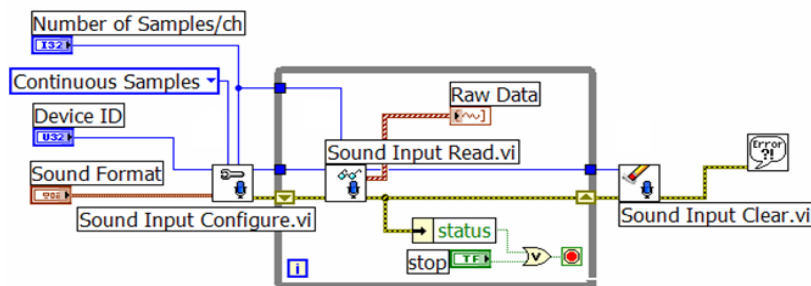 Number of Samples/ch
I32
Continuous Samples
Device ID
U32
Sound Format
Sound Input Configure.vi
Raw Data
Sound Input Read.vi
status
stop
TF
V
i
Error
?!
Sound Input Clear.vi